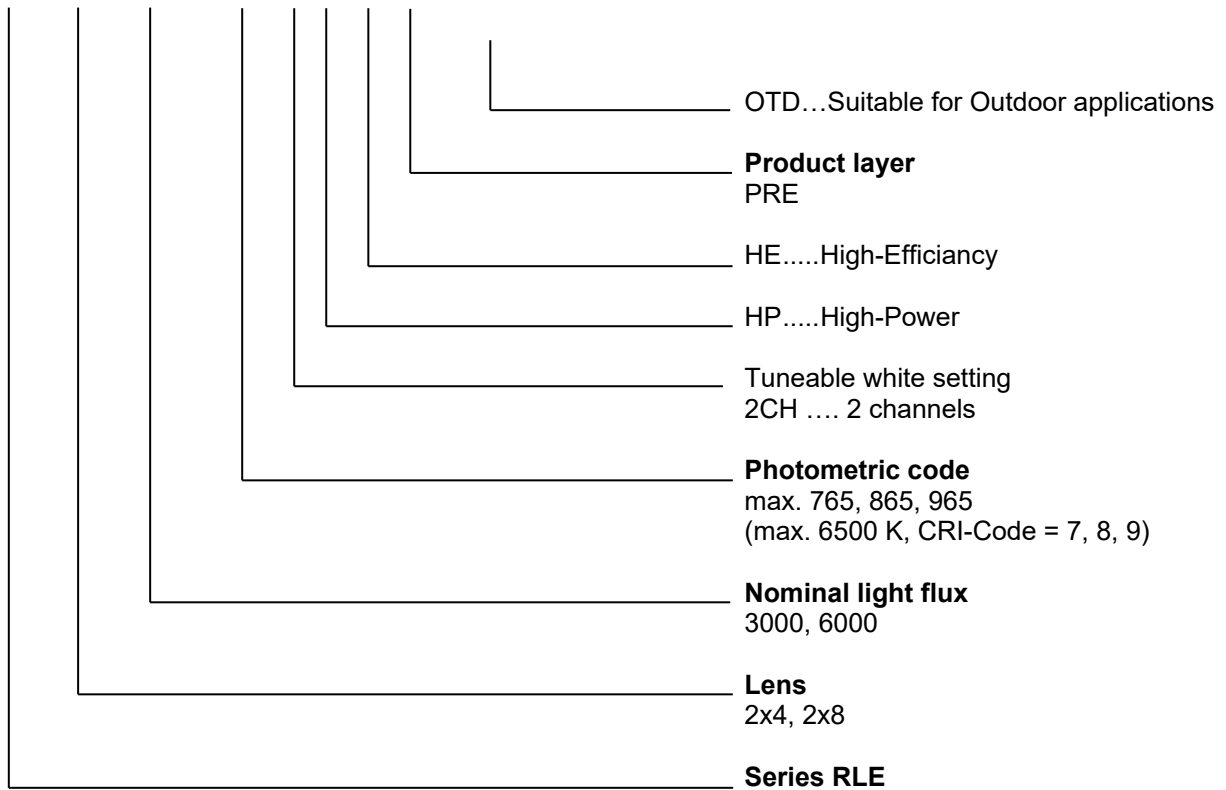 OTD…Suitable for Outdoor applications
Product layer
PRE
HE.....High-Efficiancy
HP.....High-Power
Tuneable white setting
2CH …. 2 channels
Photometric code
max. 765, 865, 965
(max. 6500 K, CRI-Code = 7, 8, 9)
Nominal light flux
3000, 6000
Lens
2x4, 2x8
Series RLE